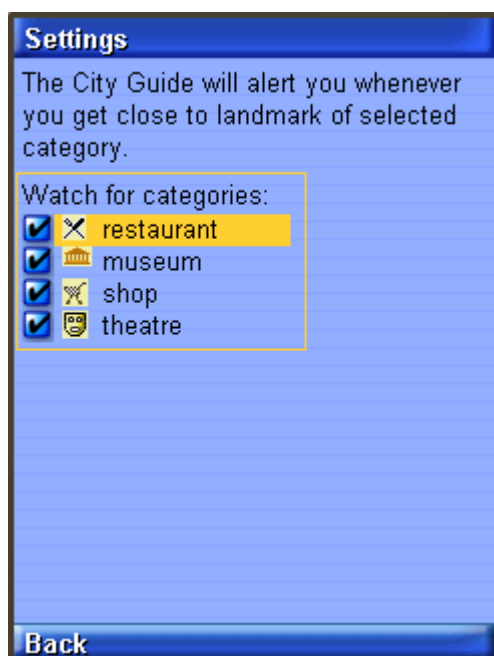 Settings
The City Guide will alert you whenever
you get close to landmark of selected
category.
Watch for categories:
restaurant
museum
shop
theatre
Back